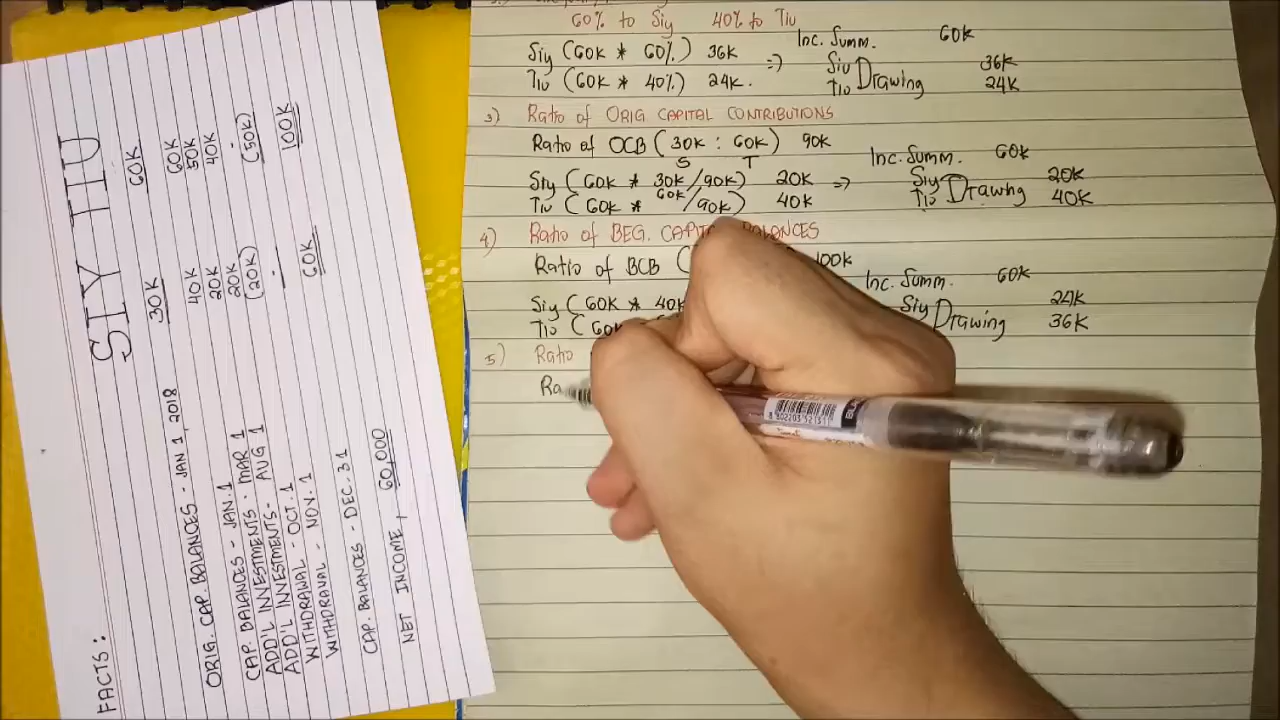 FACTS:
SIY TIU
ORIG. CAP. BALANCES - JAN 1, 2018 30K 60K
CAP. BALANCES - JAN. 1 40K 60K
ADD'L INVESTMENTS - MAR 1 20K 50K
ADD'L INVESTMENTS - AUG 1 20K 40K
WITHDRAWAL - OCT. 1 (20K)
WITHDRAWAL - NOV. 1 (50K)
CAP. BALANCES - DEC. 31 60K 100K
NET INCOME, 60,000
60% to Siy 40% to Tiu
Siy (60K * 60%) 36K
Tiu (60K * 40%) 24K.
Inc. Summ. 60K
=> Siy Drawing 36K
Tiu 24K
3) Ratio of ORIG CAPITAL CONTRIBUTIONS
Ratio of OCB (30K : 60K) 90K
S T
Siy (60K * 30K/90K) 20K
Tiu (60K * 60K/90K) 40K
Inc. Summ. 60K
=> Siy Drawing 20K
Tiu 40K
4) Ratio of BEG. CAPITAL BALANCES
Ratio of BCB ( 100K
Siy (60K * 40K
Tiu (60K
Inc. Summ. 60K
Siy Drawing 24K
36K
5) Ratio
Ra